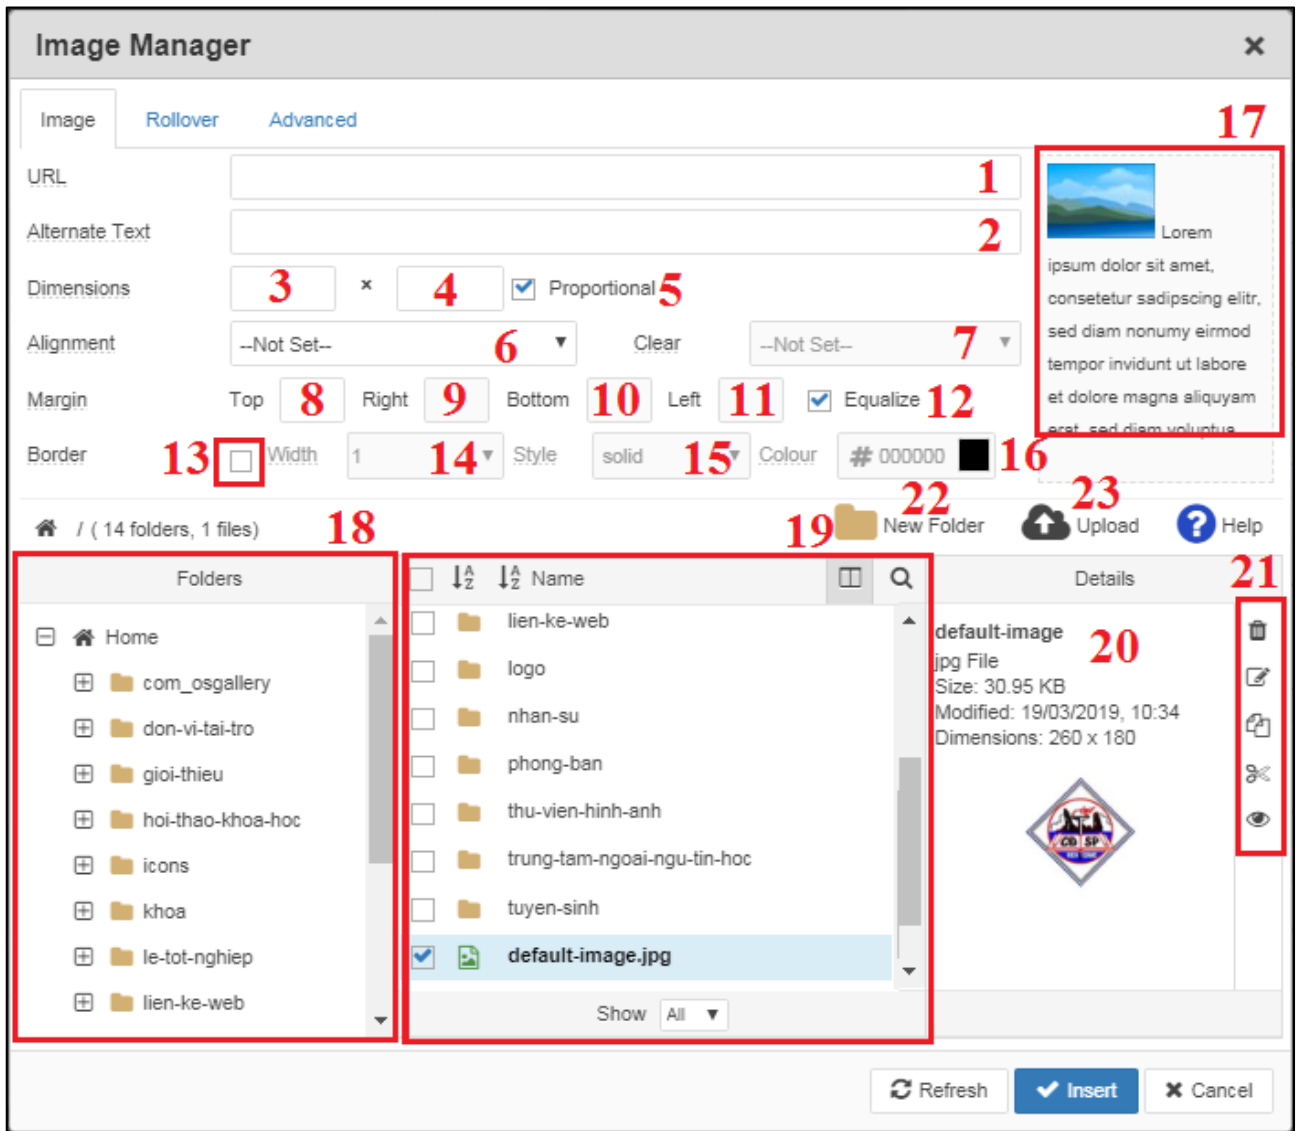 Image Manager
Image Rollover Advanced
17
URL 1
Alternate Text 2
Dimensions 3 × 4 Proportional 5
Alignment --Not Set-- 6 Clear --Not Set-- 7
Margin Top 8 Right 9 Bottom 10 Left 11 Equalize 12
Border 13 Width 1 14 Style solid 15 Colour # 000000 16
Lorem
ipsum dolor sit amet,
consetetur sadipscing elitr,
sed diam nonumy eirmod
tempor invidunt ut labore
et dolore magna aliquyam
erat, sed diam voluptua
/ ( 14 folders, 1 files) 18
19 22 New Folder 23 Upload ? Help
Folders
Home
com_osgallery
don-vi-tai-tro
gioi-thieu
hoi-thao-khoa-hoc
icons
khoa
le-tot-nghiep
lien-ke-web
Name
lien-ke-web
logo
nhan-su
phong-ban
thu-vien-hinh-anh
trung-tam-ngoai-ngu-tin-hoc
tuyen-sinh
default-image.jpg
Show All
Details 21
default-image 20
jpg File
Size: 30.95 KB
Modified: 19/03/2019, 10:34
Dimensions: 260 x 180
CĐ SP
Refresh Insert Cancel